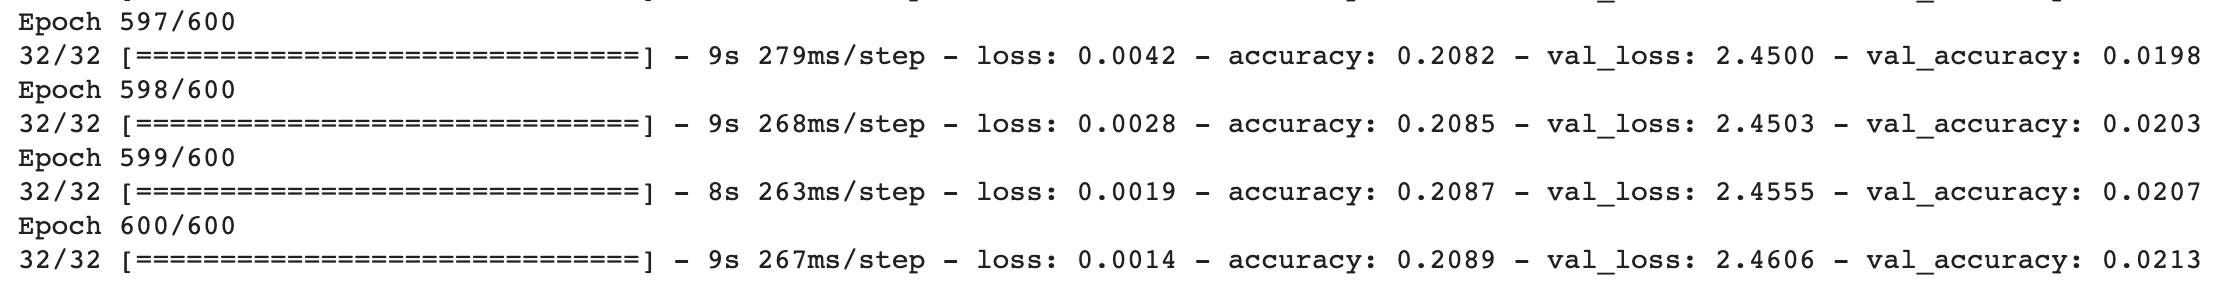 Epoch 597/600
32/32 [==============================] - 9s 279ms/step - loss: 0.0042 - accuracy: 0.2082 - val_loss: 2.4500 - val_accuracy: 0.0198
Epoch 598/600
32/32 [==============================] - 9s 268ms/step - loss: 0.0028 - accuracy: 0.2085 - val_loss: 2.4503 - val_accuracy: 0.0203
Epoch 599/600
32/32 [==============================] - 8s 263ms/step - loss: 0.0019 - accuracy: 0.2087 - val_loss: 2.4555 - val_accuracy: 0.0207
Epoch 600/600
32/32 [==============================] - 9s 267ms/step - loss: 0.0014 - accuracy: 0.2089 - val_loss: 2.4606 - val_accuracy: 0.0213